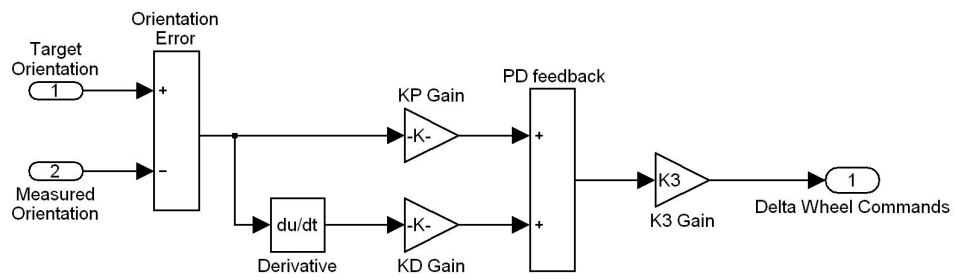 Orientation
Error
Target
Orientation
1
+
2
−
Measured
Orientation
KP Gain
-K-
du/dt
Derivative
-K-
KD Gain
PD feedback
+
+
K3
K3 Gain
1
Delta Wheel Commands